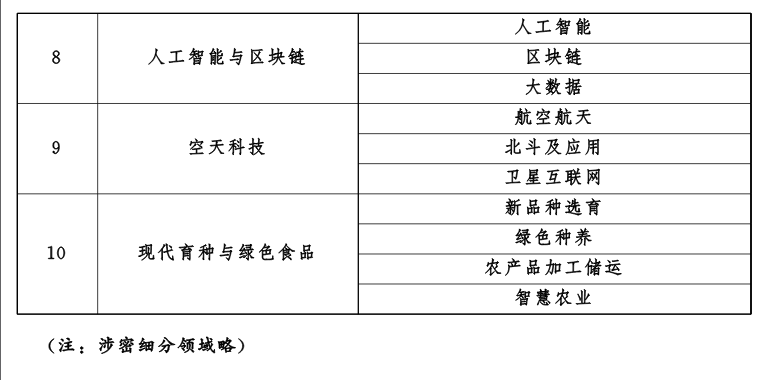 8 人工智能与区块链 人工智能
区块链
大数据
9 空天科技 航空航天
北斗及应用
卫星互联网
10 现代育种与绿色食品 新品种选育
绿色种养
农产品加工储运
智慧农业
(注：涉密细分领域略)